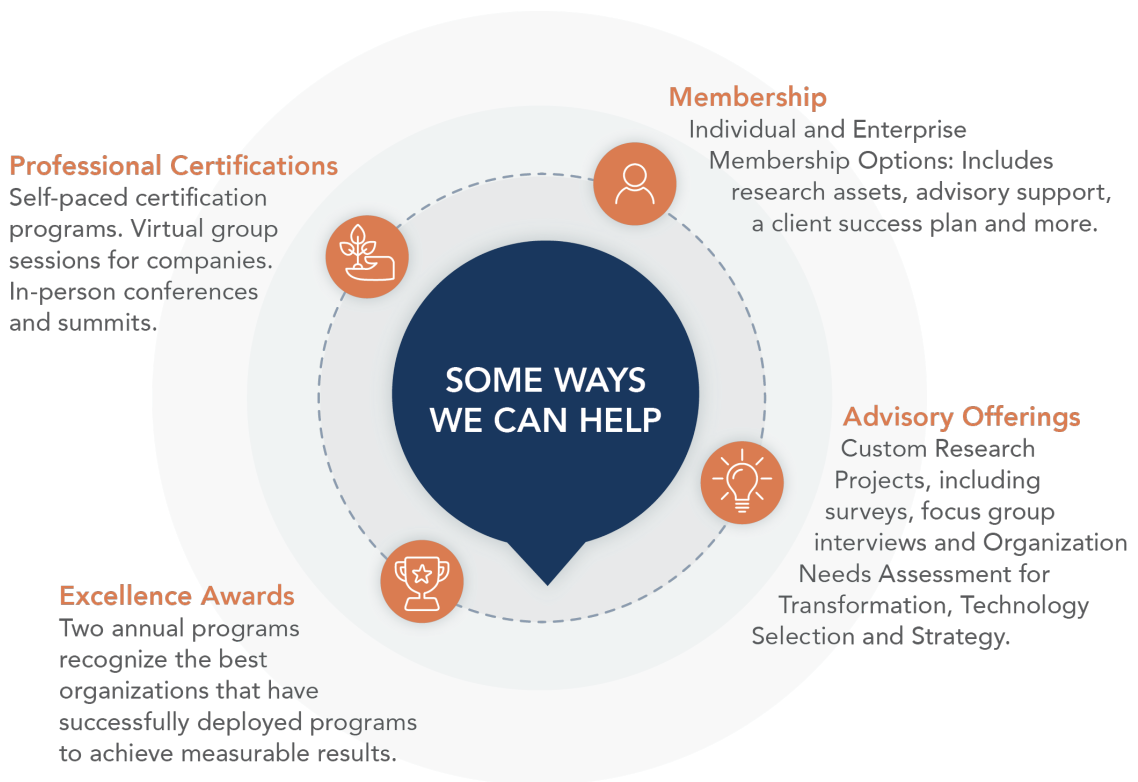 SOME WAYS
WE CAN HELP
Membership
Individual and Enterprise
Membership Options: Includes
research assets, advisory support,
a client success plan and more.
Professional Certifications
Self-paced certification
programs. Virtual group
sessions for companies.
In-person conferences
and summits.
Advisory Offerings
Custom Research
Projects, including
surveys, focus group
interviews and Organization
Needs Assessment for
Transformation, Technology
Selection and Strategy.
Excellence Awards
Two annual programs
recognize the best
organizations that have
successfully deployed programs
to achieve measurable results.